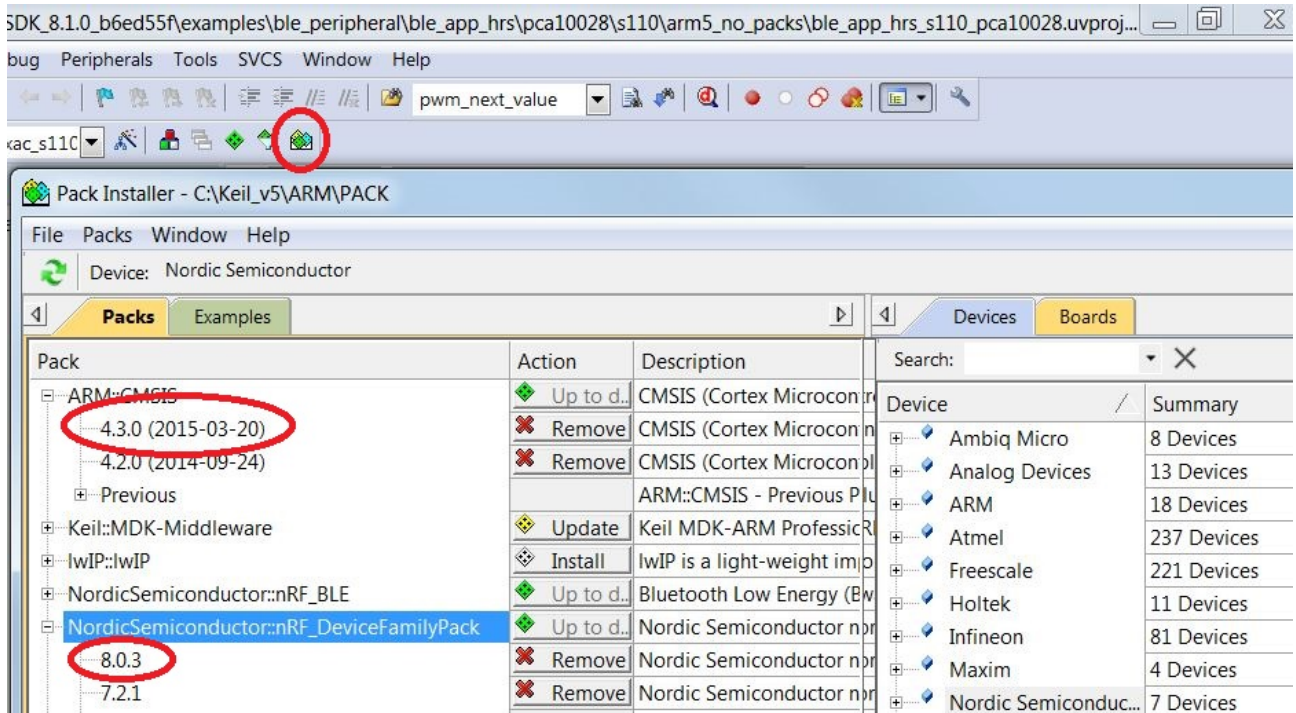 SDK_8.1.0_b6ed55f\examples\ble_peripheral\ble_app_hrs\pca10028\s110\arm5_no_packs\ble_app_hrs_s110_pca10028.uvproj...
bug Peripherals Tools SVCS Window Help
pwm_next_value
xac_s110
Pack Installer - C:\Keil_v5\ARM\PACK
File Packs Window Help
Device: Nordic Semiconductor
Packs Examples
Devices Boards
Pack Action Description
Search:
Device Summary
ARM::CMSIS Up to d.. CMSIS (Cortex Microcon
4.3.0 (2015-03-20) Remove CMSIS (Cortex Microcon
4.2.0 (2014-09-24) Remove CMSIS (Cortex Microcon
Previous ARM::CMSIS - Previous P
Keil::MDK-Middleware Update Keil MDK-ARM Professic
lwIP::lwIP Install lwIP is a light-weight imp
NordicSemiconductor::nRF_BLE Up to d.. Bluetooth Low Energy (B
NordicSemiconductor::nRF_DeviceFamilyPack Up to d.. Nordic Semiconductor n
8.0.3 Remove Nordic Semiconductor n
7.2.1 Remove Nordic Semiconductor n
Ambiq Micro 8 Devices
Analog Devices 13 Devices
ARM 18 Devices
Atmel 237 Devices
Freescale 221 Devices
Holtek 11 Devices
Infineon 81 Devices
Maxim 4 Devices
Nordic Semiconduc... 7 Devices